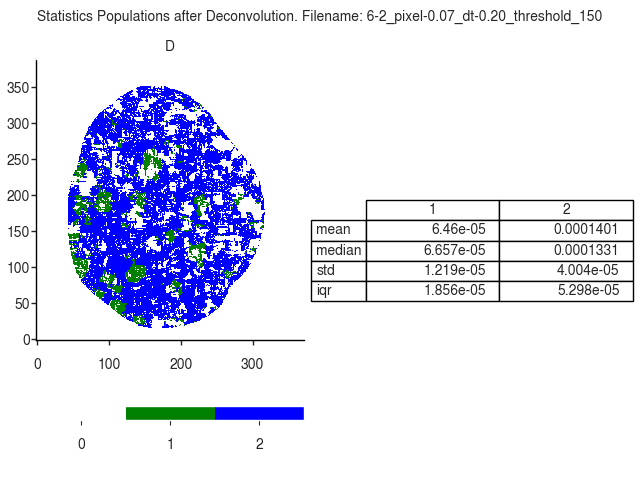 Statistics Populations after Deconvolution. Filename: 6-2_pixel-0.07_dt-0.20_threshold_150
D
350
300
250
200
150
100
50
0
0 100 200 300
0 1 2
1 2
mean 6.46e-05 0.0001401
median 6.657e-05 0.0001331
std 1.219e-05 4.004e-05
iqr 1.856e-05 5.298e-05